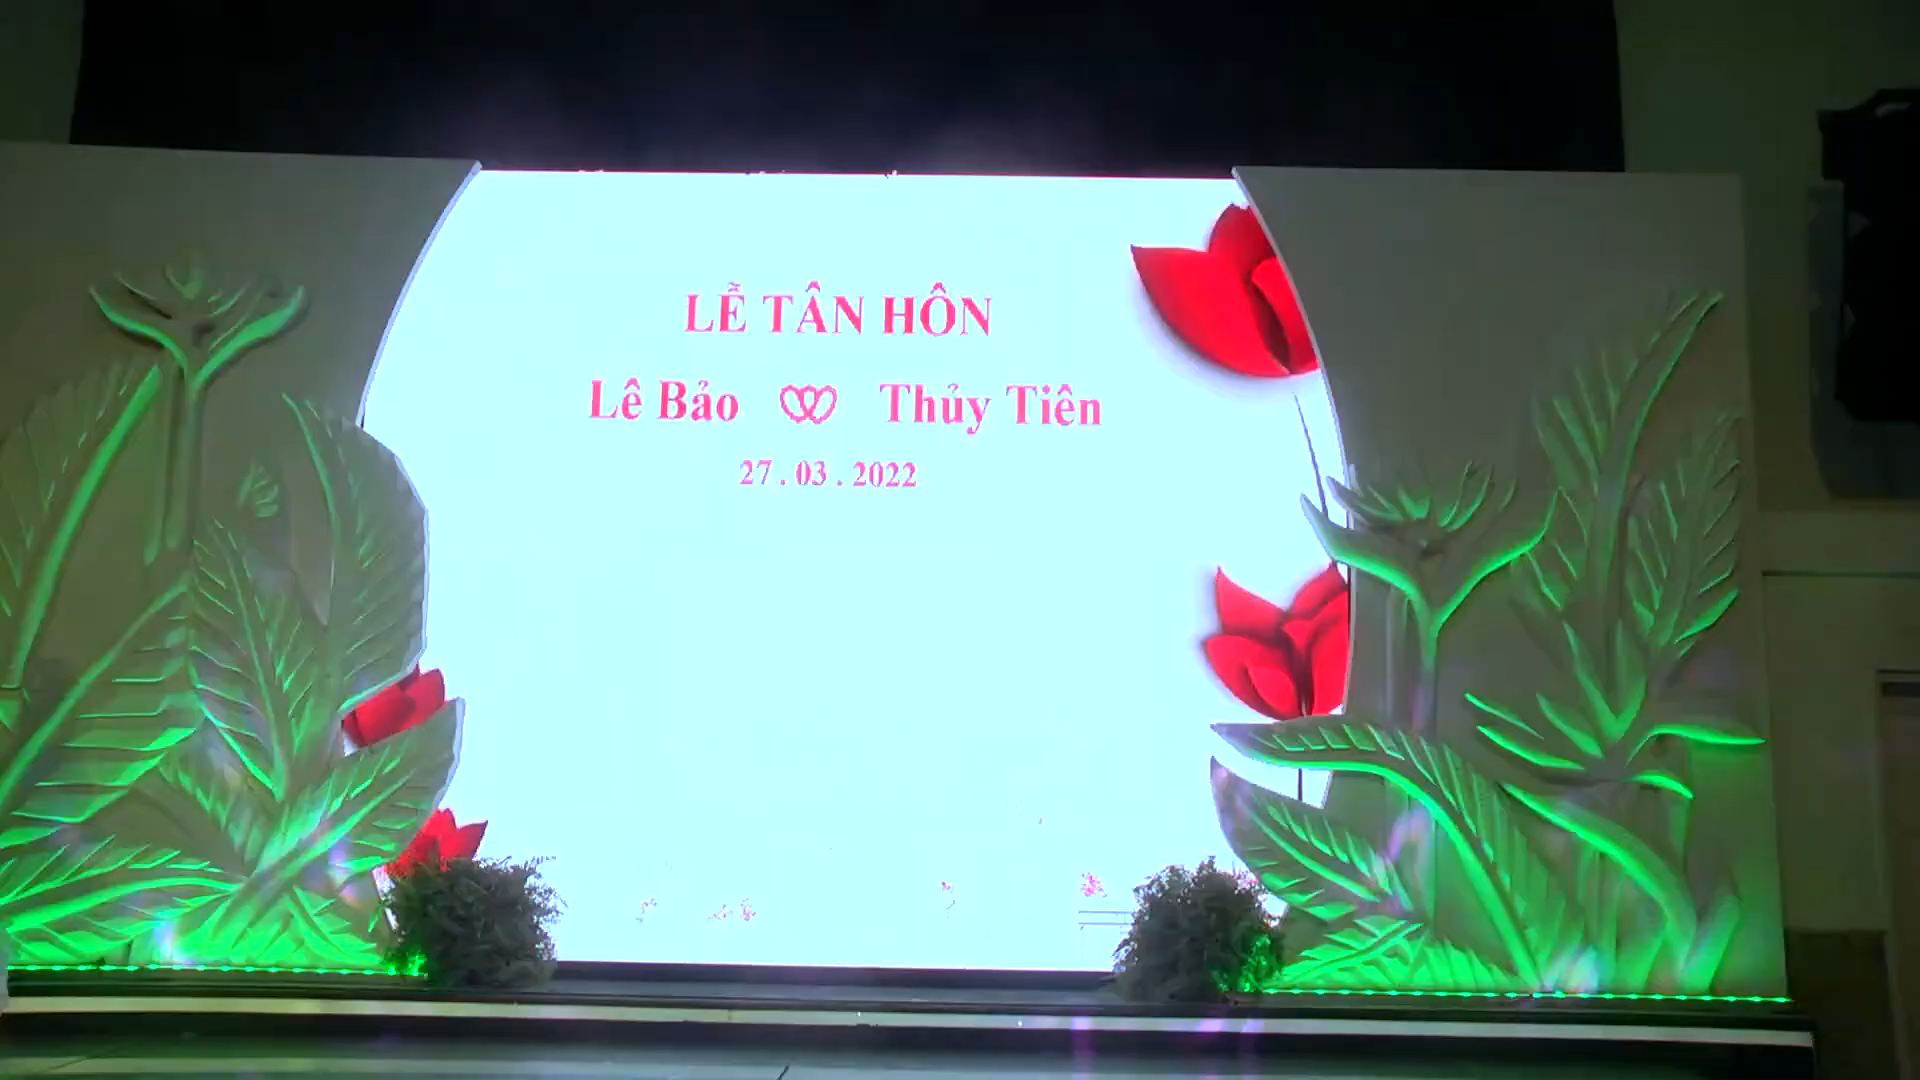 LỄ TÂN HÔN
Lê Bảo Thủy Tiên
27 . 03 . 2022